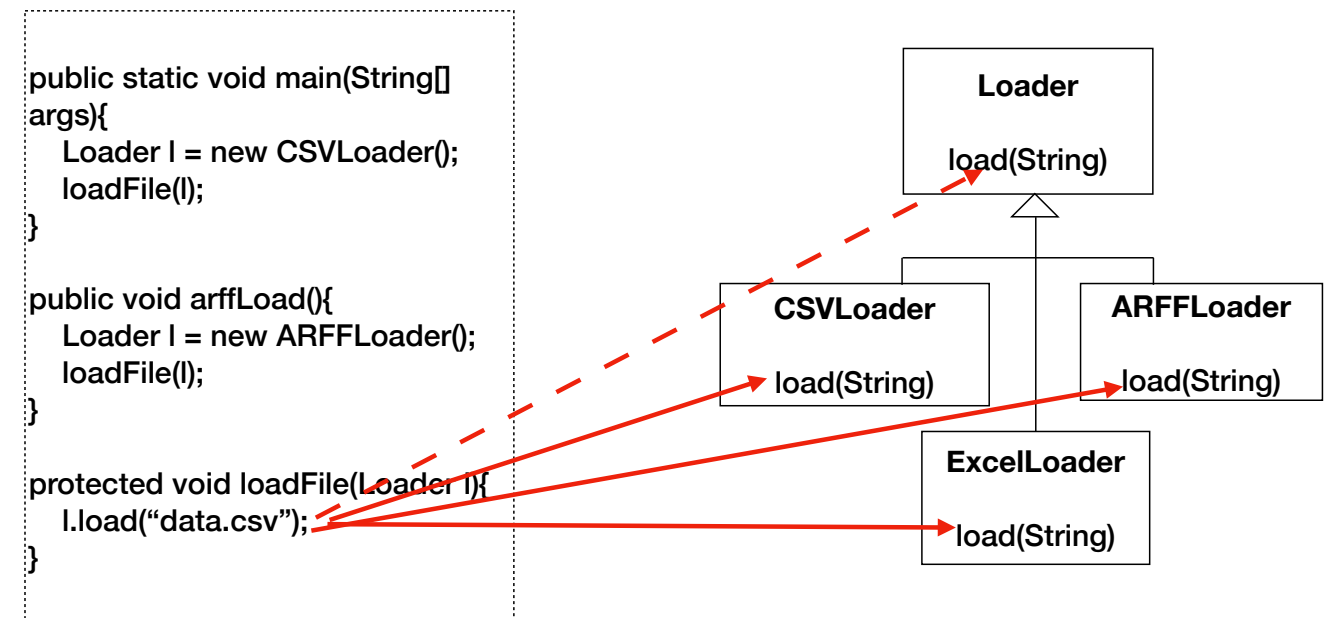 public static void main(String[]
args){
Loader l = new CSVLoader();
loadFile(l);
}
public void arffLoad(){
Loader l = new ARFFLoader();
loadFile(l);
}
protected void loadFile(Loader l){
l.load(“data.csv”);
}
Loader
load(String)
CSVLoader
load(String)
ARFFLoader
load(String)
ExcelLoader
load(String)